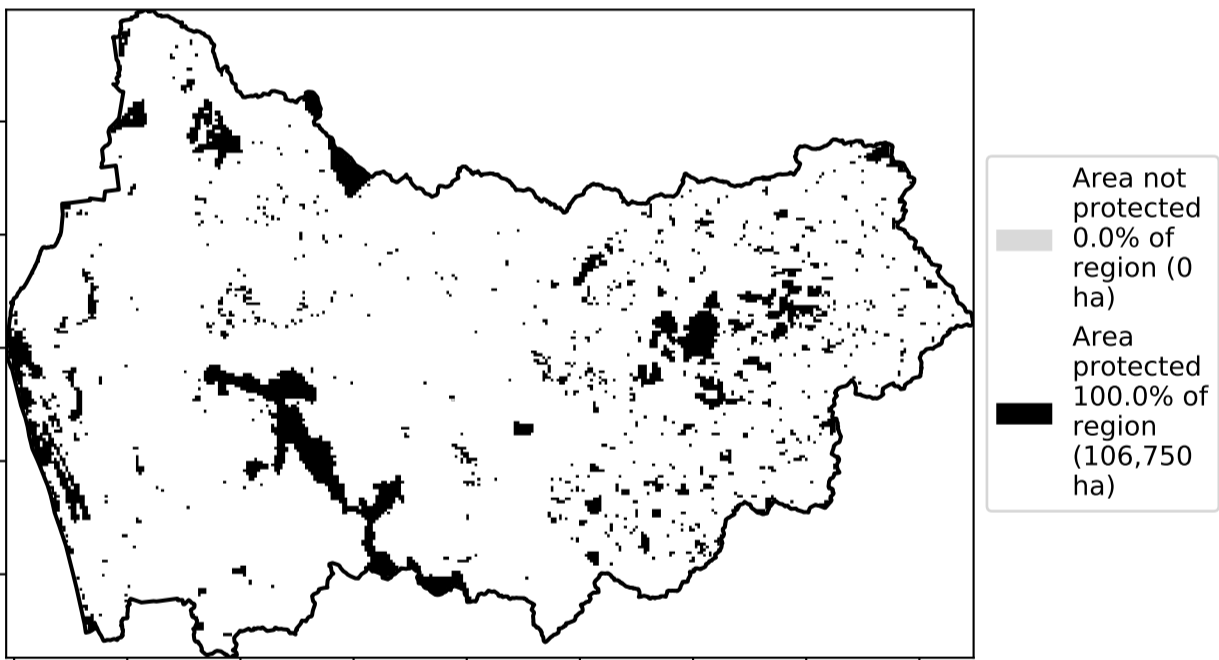 Area not
protected
0.0% of
region (0
ha)
Area
protected
100.0% of
region
(106,750
ha)